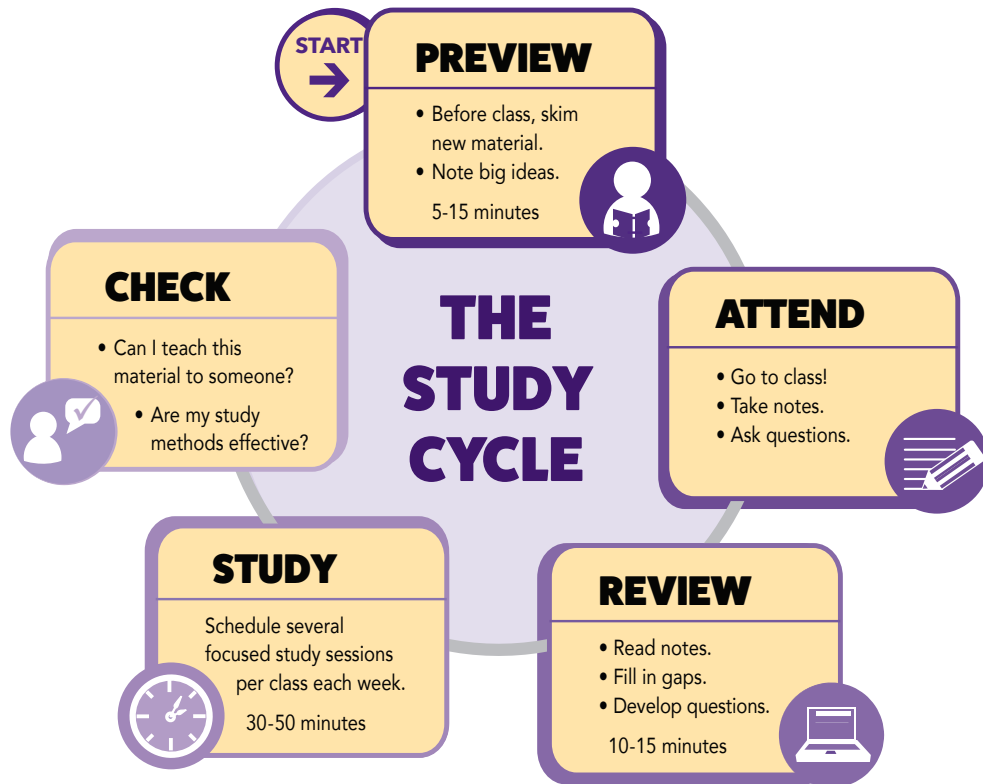 START
PREVIEW
• Before class, skim
new material.
• Note big ideas.
5-15 minutes
THE
STUDY
CYCLE
ATTEND
• Go to class!
• Take notes.
• Ask questions.
REVIEW
• Read notes.
• Fill in gaps.
• Develop questions.
10-15 minutes
STUDY
Schedule several
focused study sessions
per class each week.
30-50 minutes
CHECK
• Can I teach this
material to someone?
• Are my study
methods effective?